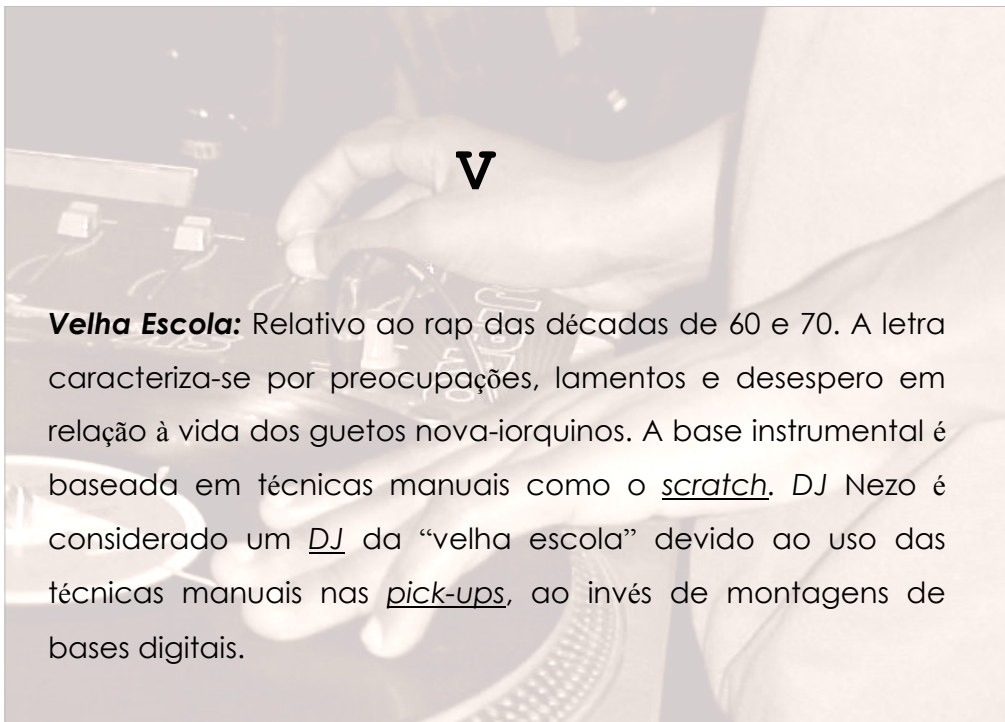 V
Velha Escola: Relativo ao rap das décadas de 60 e 70. A letra
caracteriza-se por preocupações, lamentos e desespero em
relação à vida dos guetos nova-iorquinos. A base instrumental é
baseada em técnicas manuais como o scratch. DJ Nezo é
considerado um DJ da “velha escola” devido ao uso das
técnicas manuais nas pick-ups, ao invés de montagens de
bases digitais.